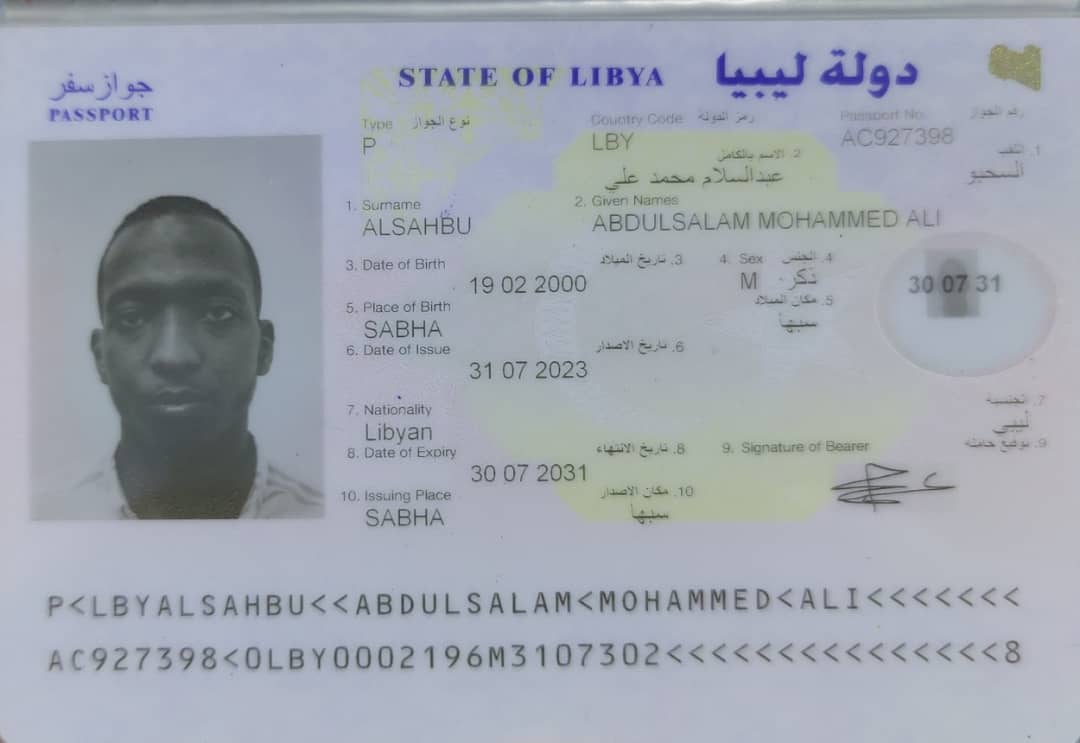 جواز سفر
PASSPORT
STATE OF LIBYA دولة ليبيا
Type نوع الجواز
P
Country Code رمز الدولة
LBY
Passport No. رقم الجواز
AC927398
1. اللقب
السحبو
2. الاسم بالكامل
عبدالسلام محمد علي
1. Surname
ALSAHBU
2. Given Names
ABDULSALAM MOHAMMED ALI
3. Date of Birth 3. تاريخ الميلاد
19 02 2000
4. Sex 4. الجنس
M ذكر
30 07 31
5. Place of Birth 5. مكان الميلاد
SABHA سبها
6. Date of Issue 6. تاريخ الاصدار
31 07 2023
7. Nationality 7. الجنسية
Libyan ليبي
8. Date of Expiry 8. تاريخ الانتهاء
30 07 2031
9. Signature of Bearer 9. توقيع حامله
10. Issuing Place 10. مكان الاصدار
SABHA سبها
P<LBYALSAHBU<<ABDULSALAM<MOHAMMED<ALI<<<<<<<
AC927398<0LBY0002196M3107302<<<<<<<<<<<<<<<8